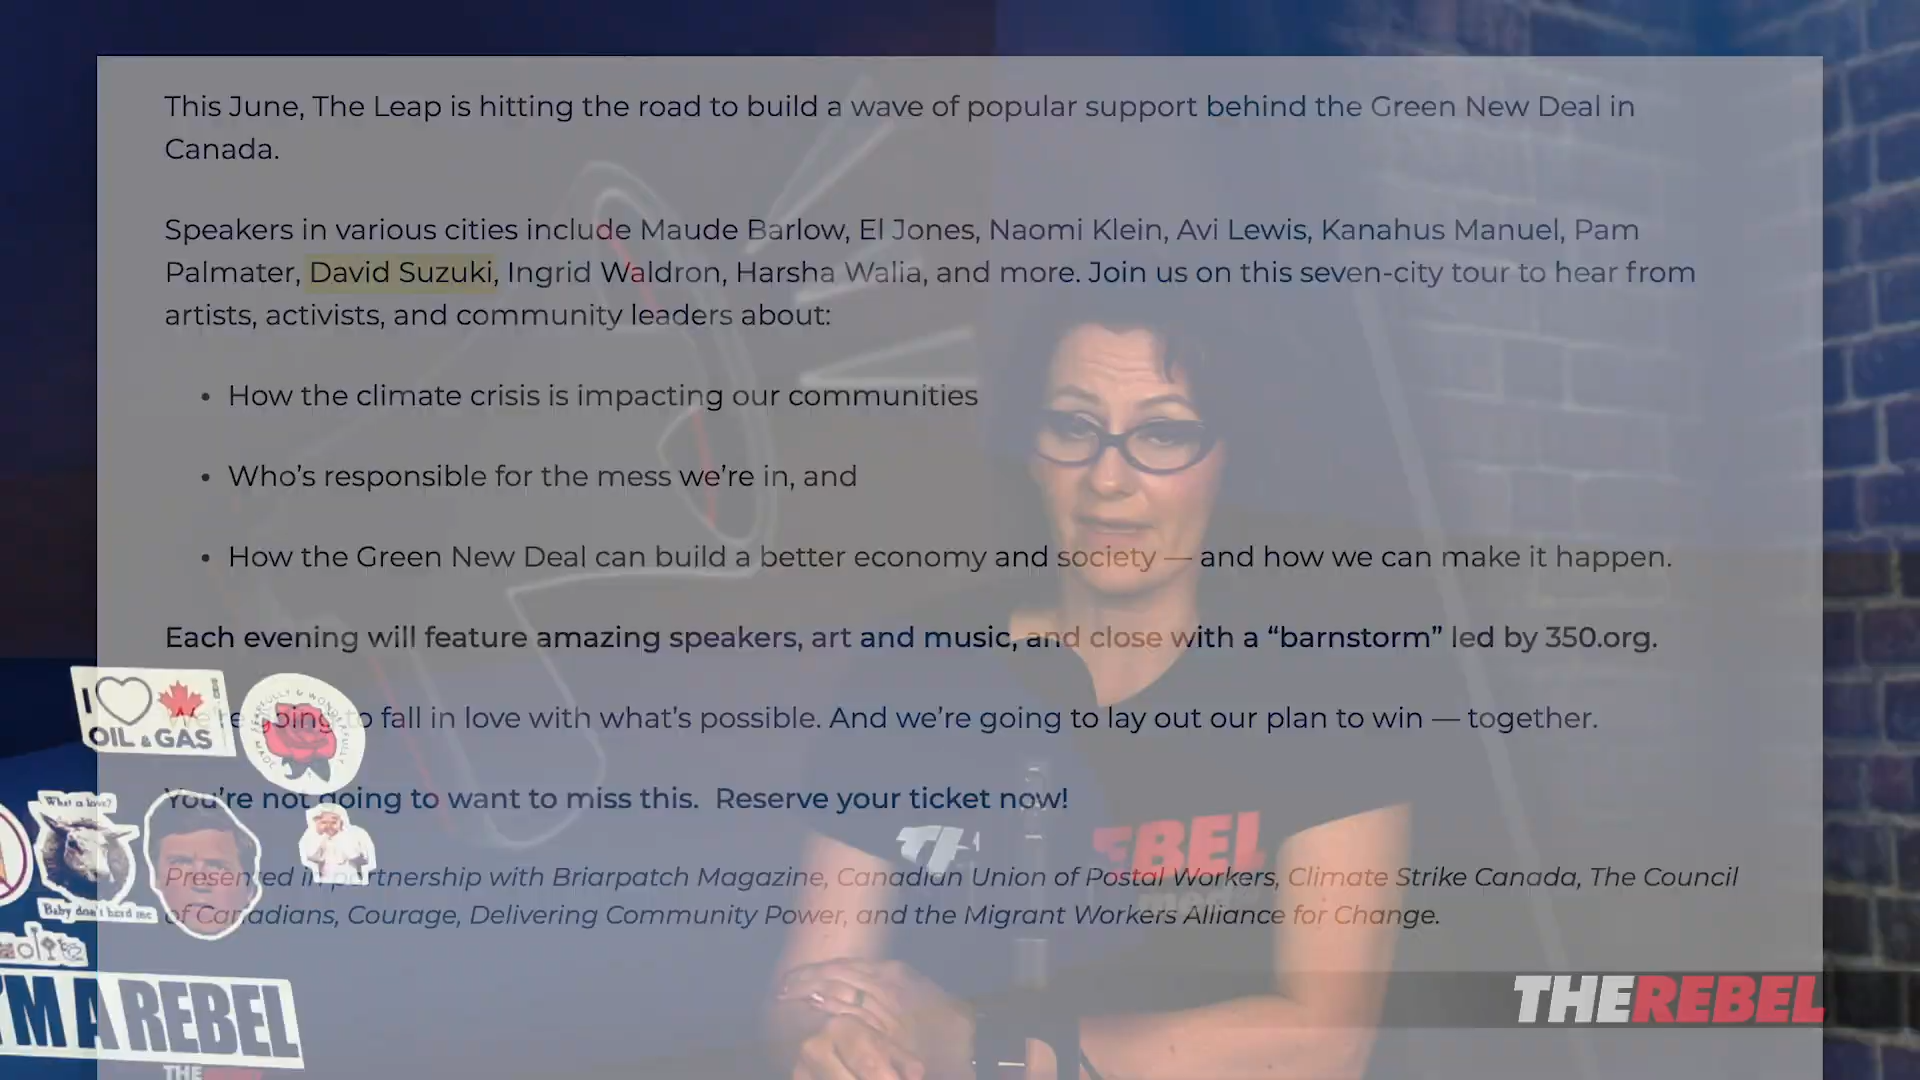 This June, The Leap is hitting the road to build a wave of popular support behind the Green New Deal in
Canada.
Speakers in various cities include Maude Barlow, El Jones, Naomi Klein, Avi Lewis, Kanahus Manuel, Pam
Palmater, David Suzuki, Ingrid Waldron, Harsha Walia, and more. Join us on this seven-city tour to hear from
artists, activists, and community leaders about:
• How the climate crisis is impacting our communities
• Who’s responsible for the mess we’re in, and
• How the Green New Deal can build a better economy and society — and how we can make it happen.
Each evening will feature amazing speakers, art and music, and close with a “barnstorm” led by 350.org.
We’re going to fall in love with what’s possible. And we’re going to lay out our plan to win — together.
You’re not going to want to miss this. Reserve your ticket now!
Presented in partnership with Briarpatch Magazine, Canadian Union of Postal Workers, Climate Strike Canada, The Council
of Canadians, Courage, Delivering Community Power, and the Migrant Workers Alliance for Change.
I
OIL & GAS
What a love?
Baby don't herd me
I'M A REBEL
THE
EBEL
THE REBEL